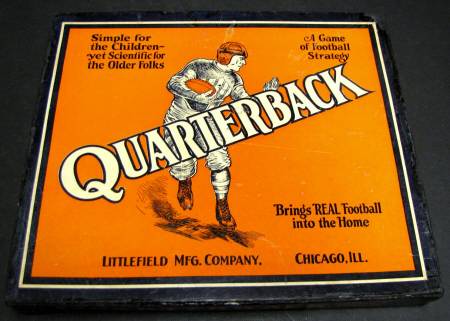 Simple for
the Children-
yet Scientific for
the Older Folks
A Game
of Football
Strategy
QUARTERBACK
"Brings REAL Football
into the Home
LITTLEFIELD MFG. COMPANY, CHICAGO, ILL.